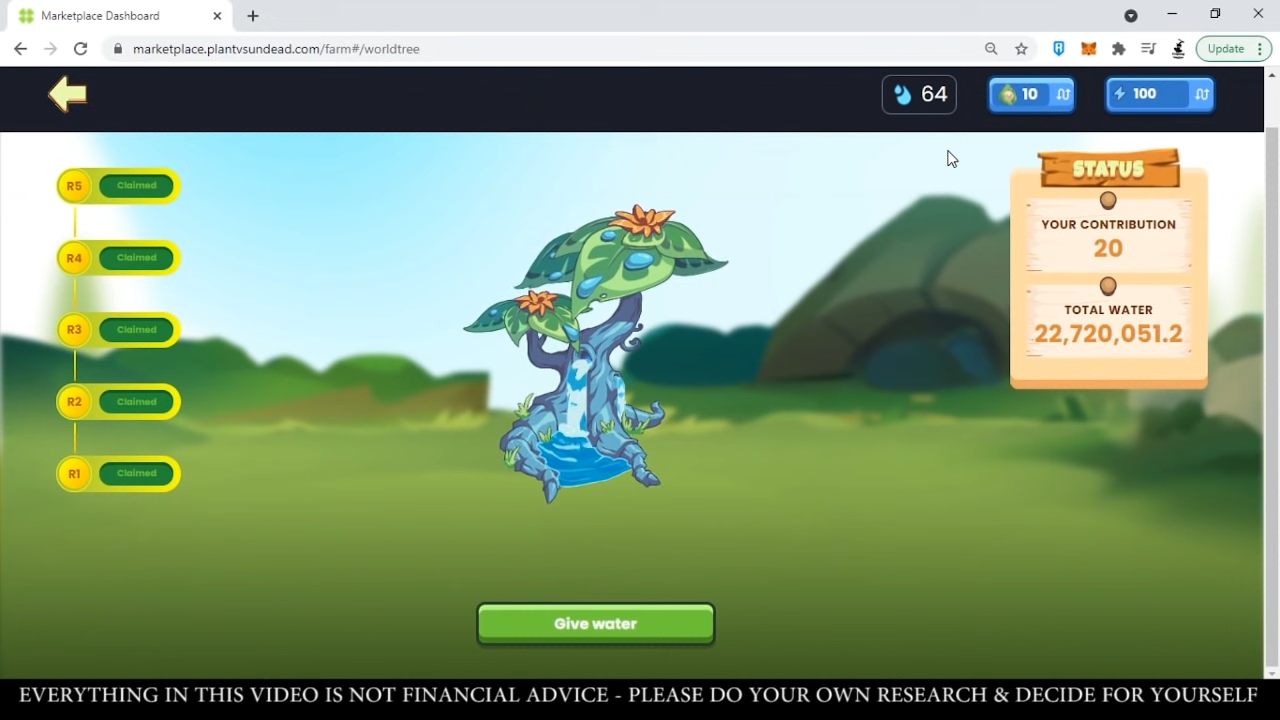 Marketplace Dashboard
marketplace.plantvsundead.com/farm#/worldtree
Update
64
10
100
R5 Claimed
R4 Claimed
R3 Claimed
R2 Claimed
R1 Claimed
STATUS
YOUR CONTRIBUTION
20
TOTAL WATER
22,720,051.2
Give water
EVERYTHING IN THIS VIDEO IS NOT FINANCIAL ADVICE - PLEASE DO YOUR OWN RESEARCH & DECIDE FOR YOURSELF